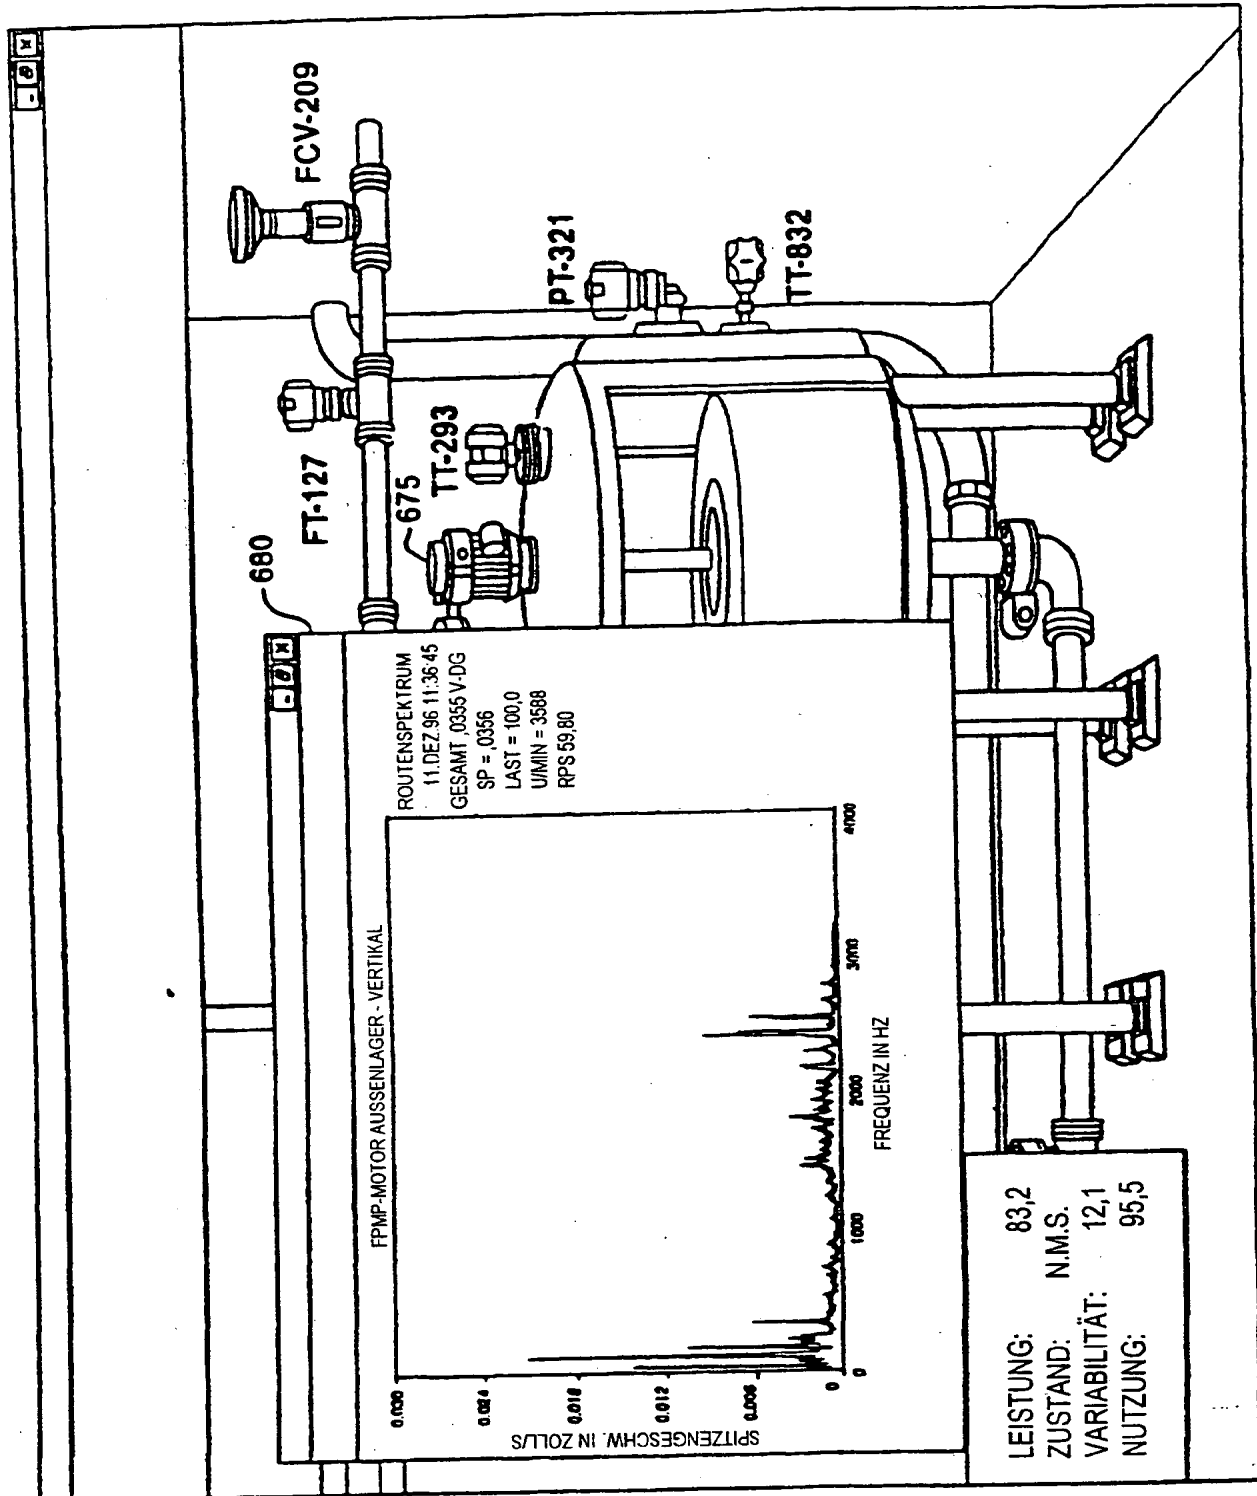 FCV-209
PT-321
TT-832
FT-127
TT-293
675
680
ROUTENSPEKTRUM
11.DEZ.96 11:36:45
GESAMT ,0355 V-DG
SP = ,0356
LAST = 100,0
U/MIN = 3588
RPS 59,80
FPMP-MOTOR AUSSENLAGER - VERTIKAL
SPITZENGESCHW. IN ZOLL/S
0.030
0.024
0.018
0.012
0.006
0
0
1000
2000
3000
4000
FREQUENZ IN HZ
LEISTUNG: 83,2
ZUSTAND: N.M.S.
VARIABILITÄT: 12,1
NUTZUNG: 95,5